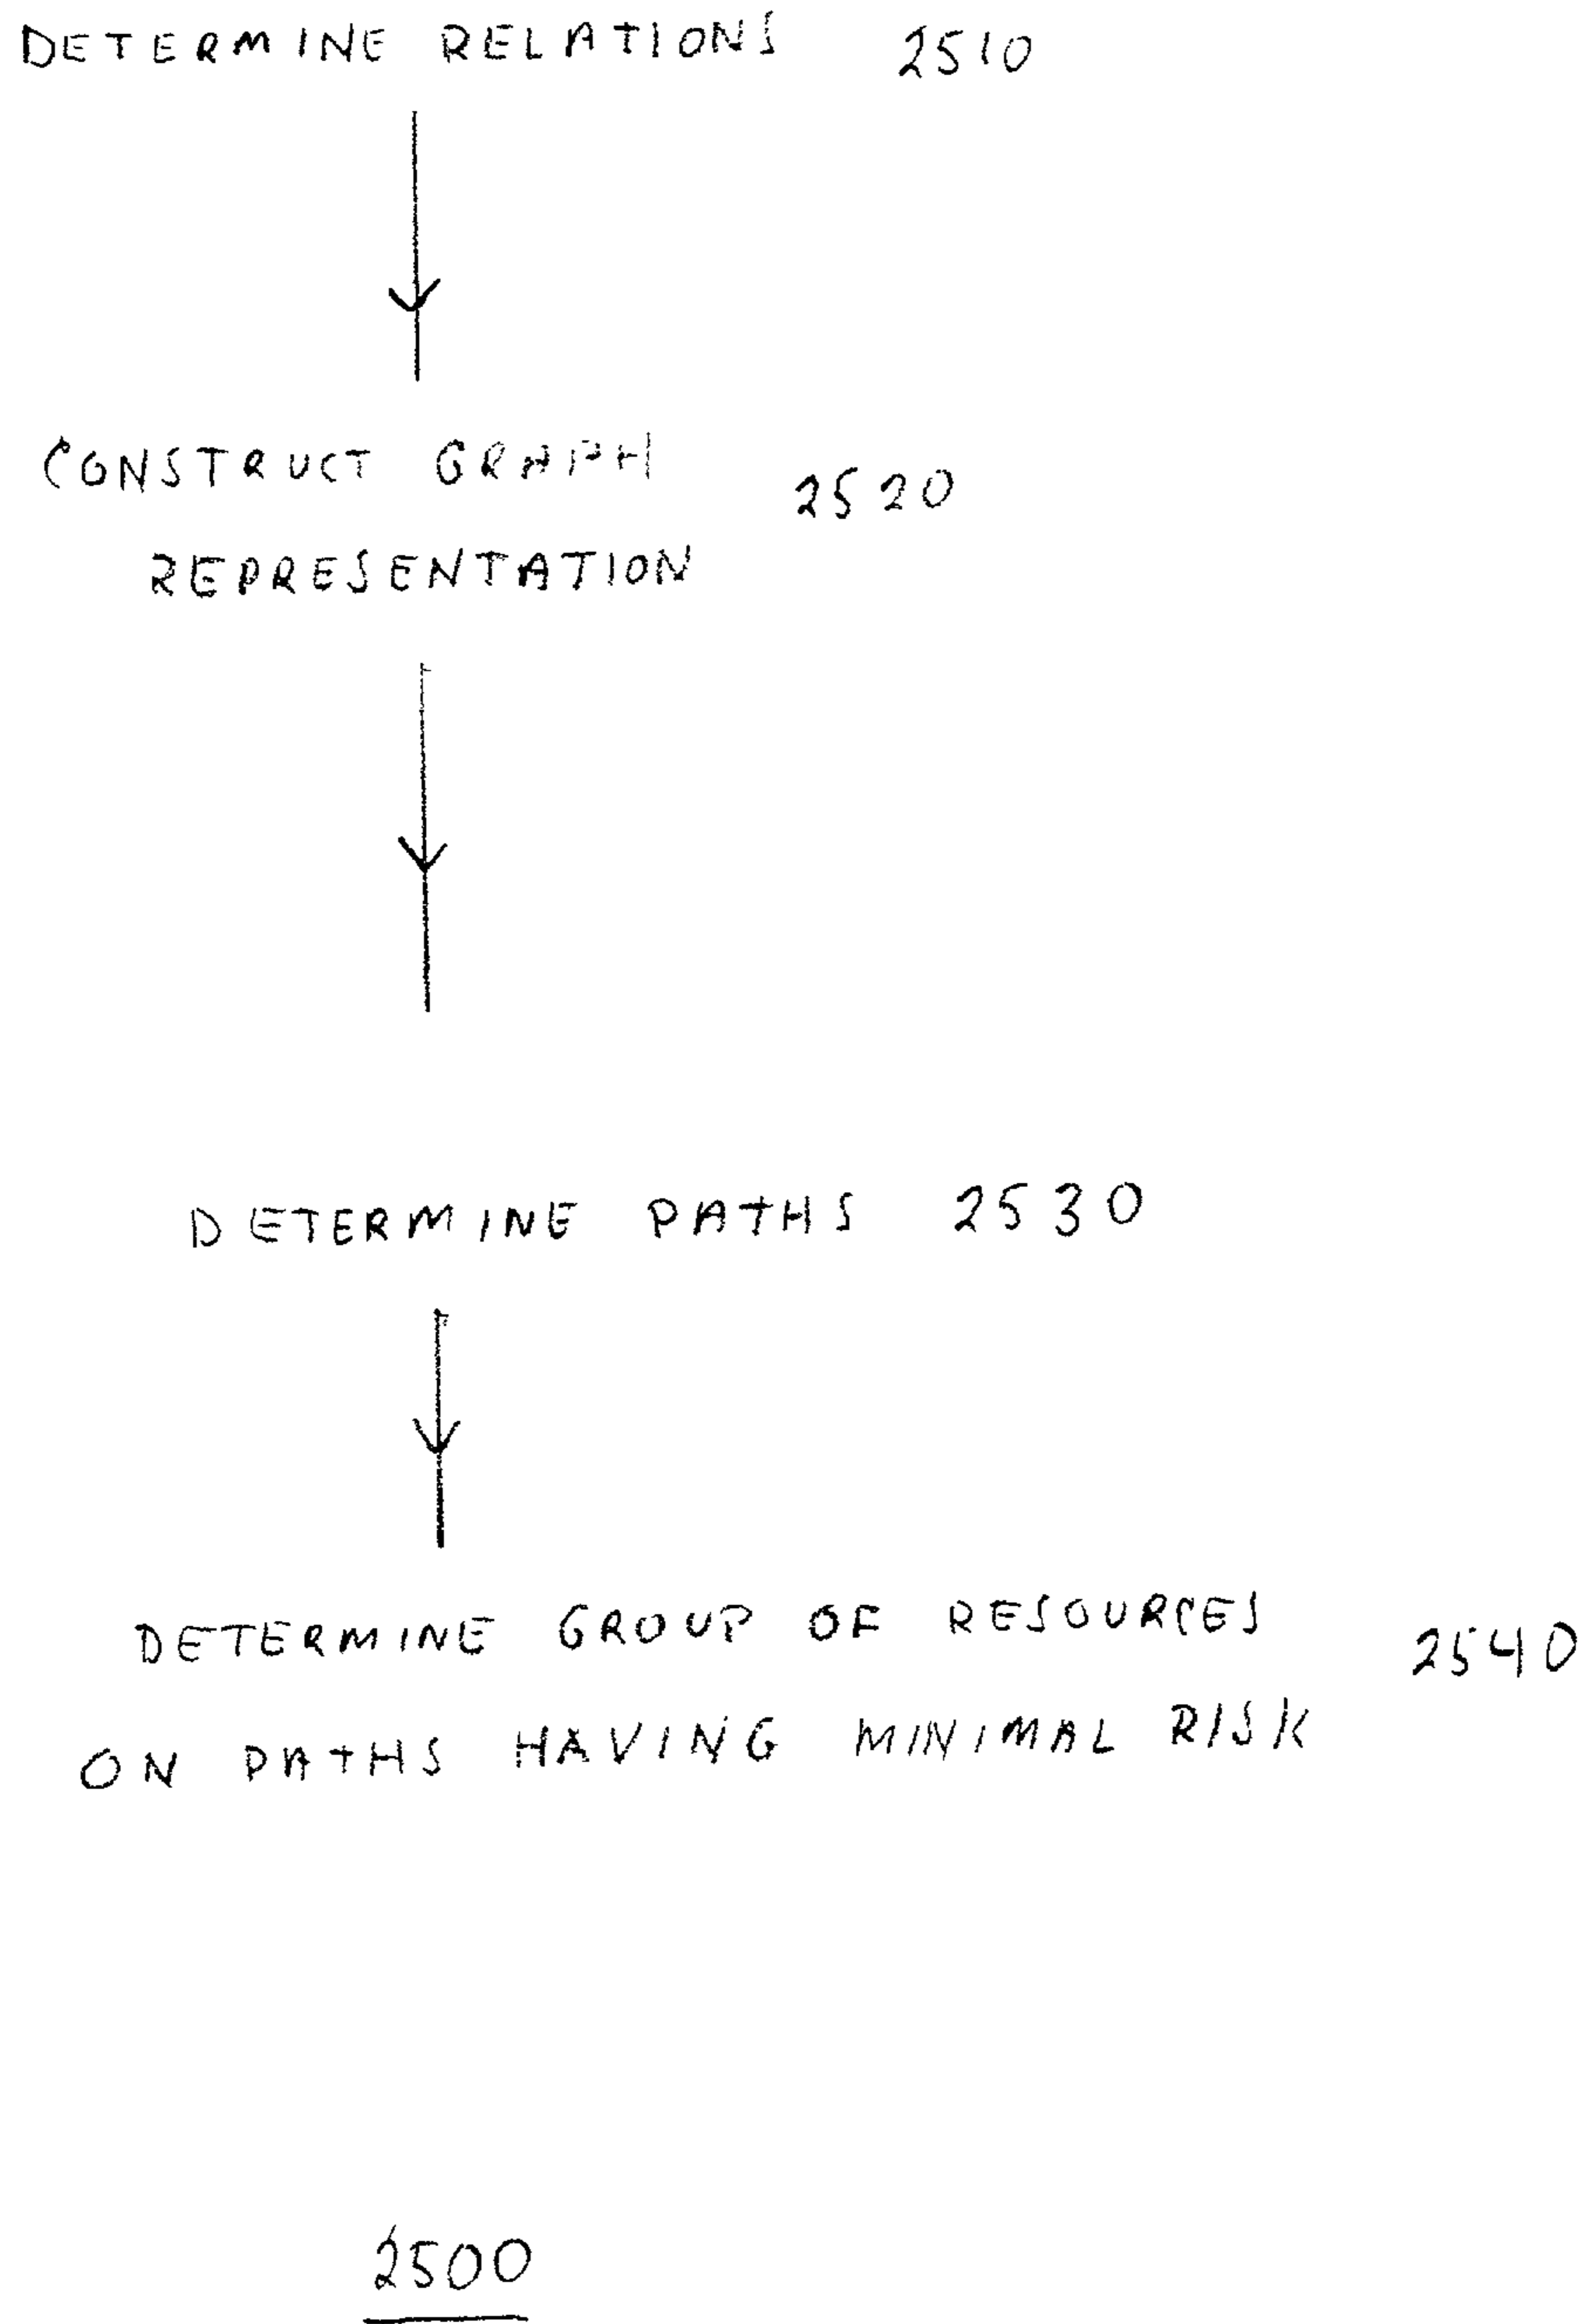 DETERMINE RELATIONS 2510
CONSTRUCT GRAPH 2520
REPRESENTATION
DETERMINE PATHS 2530
DETERMINE GROUP OF RESOURCES 2540
ON PATHS HAVING MINIMAL RISK
2500